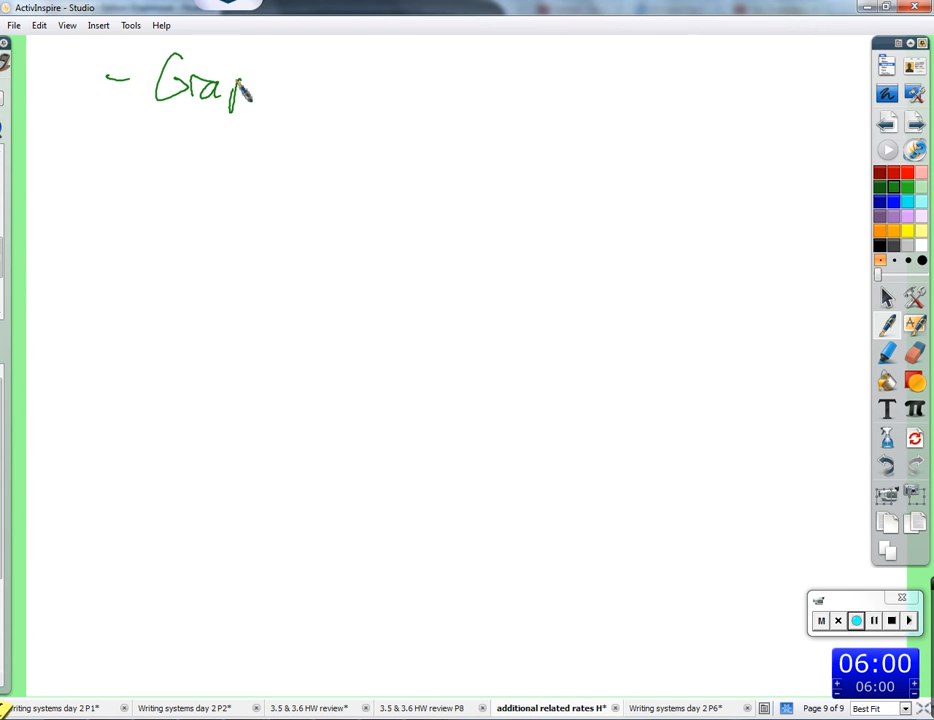 ActivInspire - Studio
File Edit View Insert Tools Help
- Grap
M
06:00
06:00
riting systems day 2 P1* Writing systems day 2 P2* 3.5 & 3.6 HW review* 3.5 & 3.6 HW review P8 additional related rates H* Writing systems day 2 P6* Page 9 of 9 Best Fit